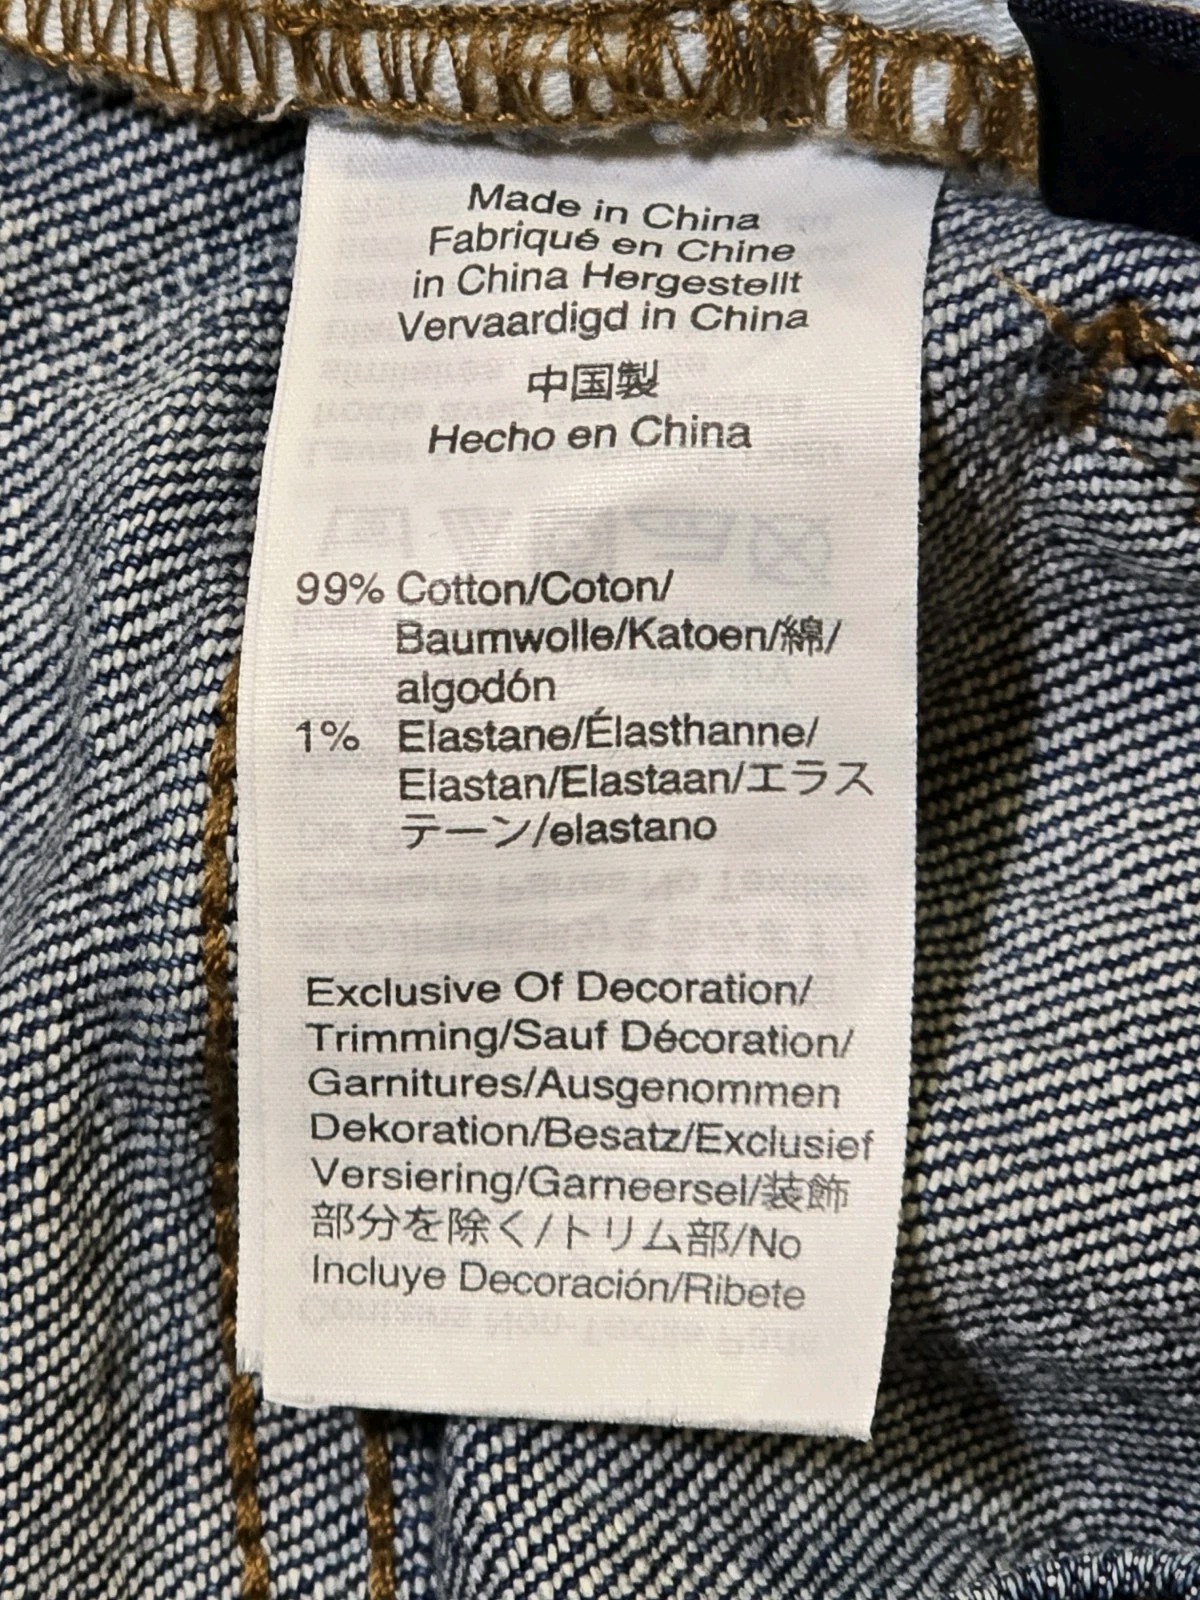 Made in China
Fabriqué en Chine
in China Hergestellt
Vervaardigd in China
中国製
Hecho en China
99% Cotton/Coton/
Baumwolle/Katoen/綿/
algodón
1% Elastane/Élasthanne/
Elastan/Elastaan/エラス
テーン/elastano
Exclusive Of Decoration/
Trimming/Sauf Décoration/
Garnitures/Ausgenommen
Dekoration/Besatz/Exclusief
Versiering/Garneersel/装飾
部分を除く/トリム部/No
Incluye Decoración/Ribete